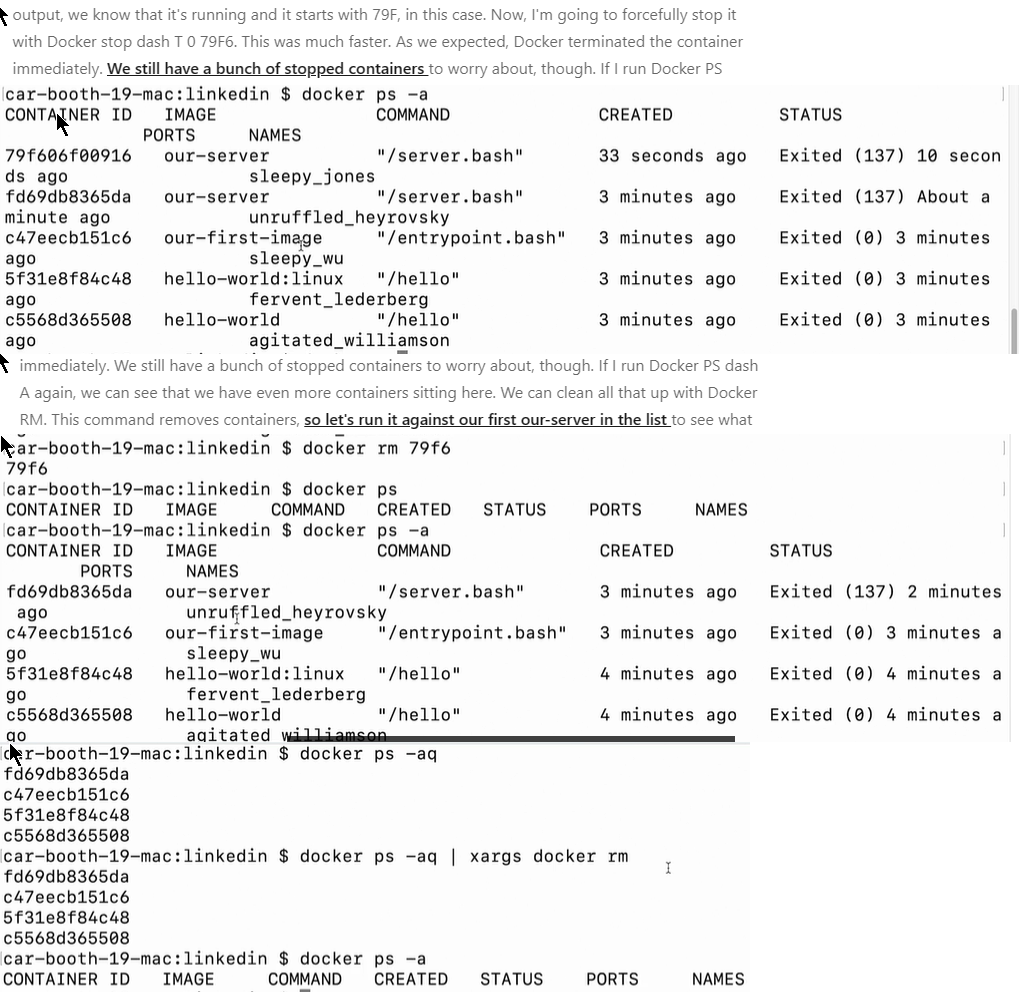 output, we know that it's running and it starts with 79F, in this case. Now, I'm going to forcefully stop it
with Docker stop dash T 0 79F6. This was much faster. As we expected, Docker terminated the container
immediately. We still have a bunch of stopped containers to worry about, though. If I run Docker PS
car-booth-19-mac:linkedin $ docker ps -a
CONTAINER ID IMAGE COMMAND CREATED STATUS
PORTS NAMES
79f606f00916 our-server "/server.bash" 33 seconds ago Exited (137) 10 secon
ds ago sleepy_jones
fd69db8365da our-server "/server.bash" 3 minutes ago Exited (137) About a
minute ago unruffled_heyrovsky
c47eecb151c6 our-first-image "/entrypoint.bash" 3 minutes ago Exited (0) 3 minutes
ago sleepy_wu
5f31e8f84c48 hello-world:linux "/hello" 3 minutes ago Exited (0) 3 minutes
ago fervent_lederberg
c5568d365508 hello-world "/hello" 3 minutes ago Exited (0) 3 minutes
ago agitated_williamson
immediately. We still have a bunch of stopped containers to worry about, though. If I run Docker PS dash
A again, we can see that we have even more containers sitting here. We can clean all that up with Docker
RM. This command removes containers, so let's run it against our first our-server in the list to see what
car-booth-19-mac:linkedin $ docker rm 79f6
79f6
car-booth-19-mac:linkedin $ docker ps
CONTAINER ID IMAGE COMMAND CREATED STATUS PORTS NAMES
car-booth-19-mac:linkedin $ docker ps -a
CONTAINER ID IMAGE COMMAND CREATED STATUS
PORTS NAMES
fd69db8365da our-server "/server.bash" 3 minutes ago Exited (137) 2 minutes
ago unruffled_heyrovsky
c47eecb151c6 our-first-image "/entrypoint.bash" 3 minutes ago Exited (0) 3 minutes a
go sleepy_wu
5f31e8f84c48 hello-world:linux "/hello" 4 minutes ago Exited (0) 4 minutes a
go fervent_lederberg
c5568d365508 hello-world "/hello" 4 minutes ago Exited (0) 4 minutes a
go agitated_williamson
car-booth-19-mac:linkedin $ docker ps -aq
fd69db8365da
c47eecb151c6
5f31e8f84c48
c5568d365508
car-booth-19-mac:linkedin $ docker ps -aq | xargs docker rm
fd69db8365da
c47eecb151c6
5f31e8f84c48
c5568d365508
car-booth-19-mac:linkedin $ docker ps -a
CONTAINER ID IMAGE COMMAND CREATED STATUS PORTS NAMES